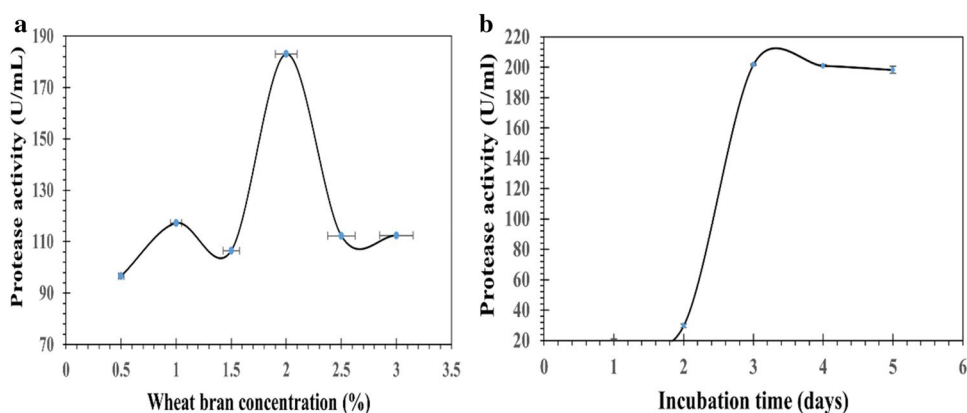 a
Protease activity (U/mL)
190
170
150
130
110
90
70
0 0.5 1 1.5 2 2.5 3 3.5
Wheat bran concentration (%)
b
Protease activity (U/ml)
220
200
180
160
140
120
100
80
60
40
20
0 1 2 3 4 5 6
Incubation time (days)